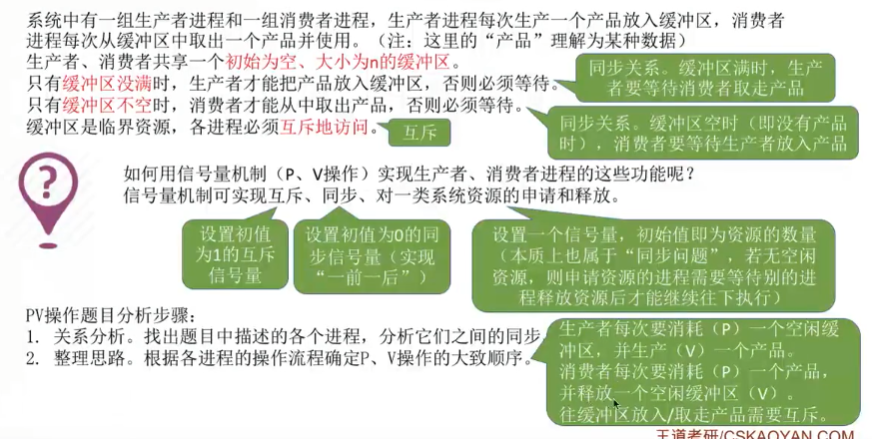 系统中有一组生产者进程和一组消费者进程，生产者进程每次生产一个产品放入缓冲区，消费者
进程每次从缓冲区中取出一个产品并使用。（注：这里的“产品”理解为某种数据）
生产者、消费者共享一个初始为空、大小为n的缓冲区。
只有缓冲区没满时，生产者才能把产品放入缓冲区，否则必须等待。
同步关系。缓冲区满时，生产
者要等待消费者取走产品
只有缓冲区不空时，消费者才能从中取出产品，否则必须等待。
缓冲区是临界资源，各进程必须互斥地访问。
互斥
同步关系。缓冲区空时（即没有产品
时），消费者要等待生产者放入产品
?
如何用信号量机制（P、V操作）实现生产者、消费者进程的这些功能呢？
信号量机制可实现互斥、同步、对一类系统资源的申请和释放。
设置初值
为1的互斥
信号量
设置初值为0的同
步信号量（实现
“一前一后”）
设置一个信号量，初始值即为资源的数量
（本质上也属于“同步问题”，若无空闲
资源，则申请资源的进程需要等待别的进
程释放资源后才能继续往下执行）
PV操作题目分析步骤：
1. 关系分析。找出题目中描述的各个进程，分析它们之间的同步
2. 整理思路。根据各进程的操作流程确定P、V操作的大致顺序。
生产者每次要消耗（P）一个空闲缓
冲区，并生产（V）一个产品。
消费者每次要消耗（P）一个产品，
并释放一个空闲缓冲区（V）。
往缓冲区放入/取走产品需要互斥。
王道考研/CSKAOYAN.COM